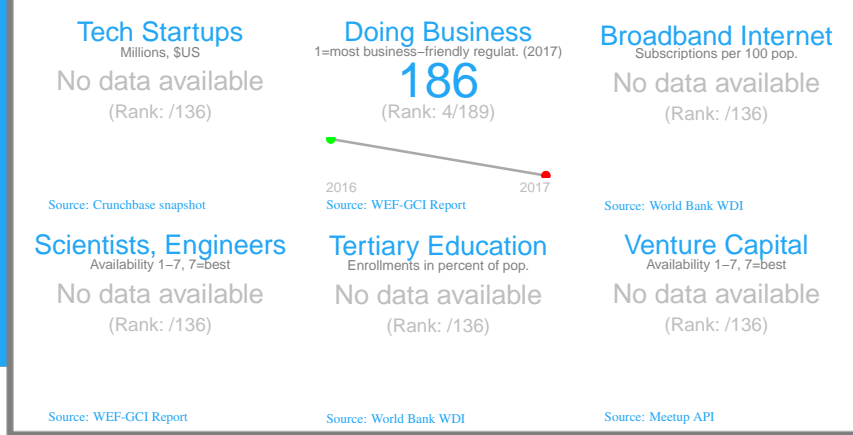 Tech Startups
Millions, $US
No data available
(Rank: /136)
Source: Crunchbase snapshot
Doing Business
1=most business−friendly regulat. (2017)
186
(Rank: 4/189)
2016 2017
Source: WEF-GCI Report
Broadband Internet
Subscriptions per 100 pop.
No data available
(Rank: /136)
Source: World Bank WDI
Scientists, Engineers
Availability 1−7, 7=best
No data available
(Rank: /136)
Source: WEF-GCI Report
Tertiary Education
Enrollments in percent of pop.
No data available
(Rank: /136)
Source: World Bank WDI
Venture Capital
Availability 1−7, 7=best
No data available
(Rank: /136)
Source: Meetup API